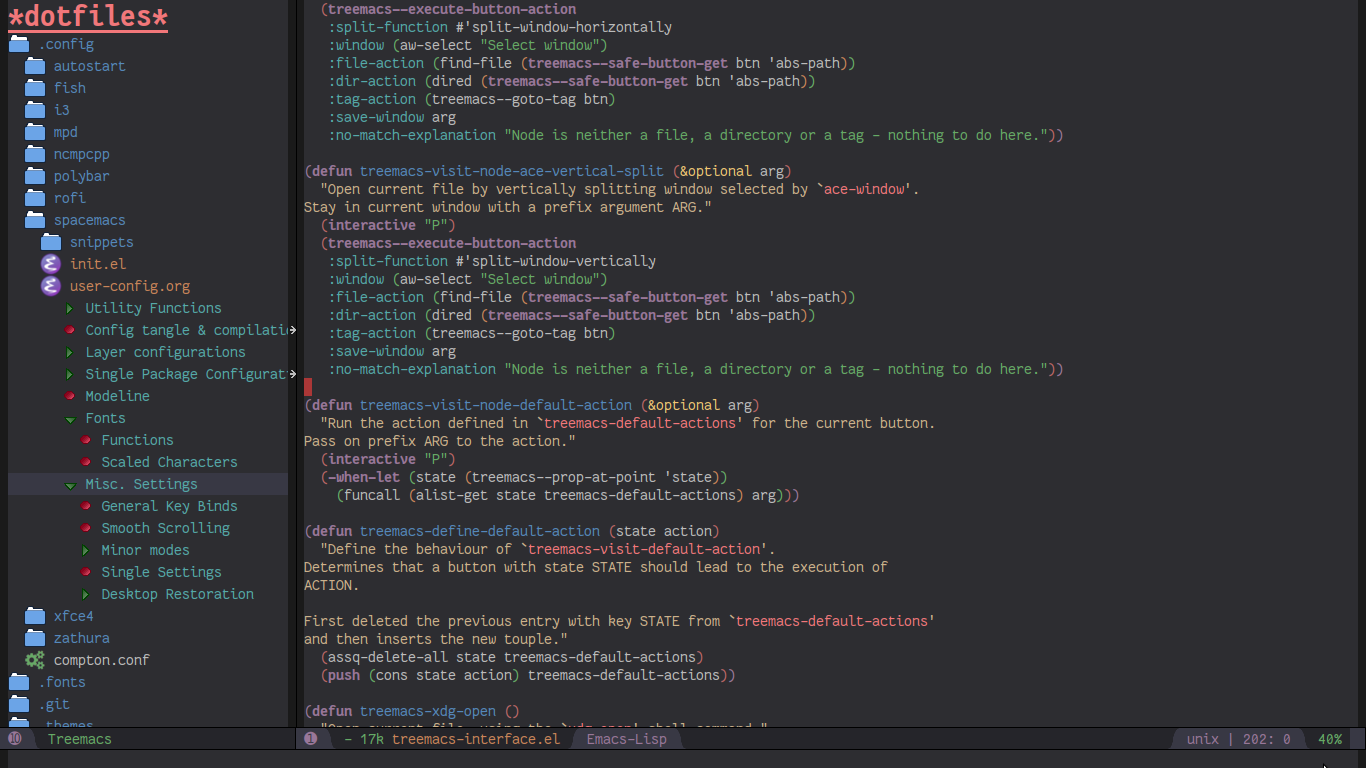 *dotfiles*
.config
autostart
fish
i3
mpd
ncmpcpp
polybar
rofi
spacemacs
snippets
init.el
user-config.org
Utility Functions
Config tangle & compilatio
Layer configurations
Single Package Configurat
Modeline
Fonts
Functions
Scaled Characters
Misc. Settings
General Key Binds
Smooth Scrolling
Minor modes
Single Settings
Desktop Restoration
xfce4
zathura
compton.conf
.fonts
.git
.themes
(treemacs--execute-button-action
:split-function #'split-window-horizontally
:window (aw-select "Select window")
:file-action (find-file (treemacs--safe-button-get btn 'abs-path))
:dir-action (dired (treemacs--safe-button-get btn 'abs-path))
:tag-action (treemacs--goto-tag btn)
:save-window arg
:no-match-explanation "Node is neither a file, a directory or a tag - nothing to do here."))
(defun treemacs-visit-node-ace-vertical-split (&optional arg)
"Open current file by vertically splitting window selected by `ace-window'.
Stay in current window with a prefix argument ARG."
(interactive "P")
(treemacs--execute-button-action
:split-function #'split-window-vertically
:window (aw-select "Select window")
:file-action (find-file (treemacs--safe-button-get btn 'abs-path))
:dir-action (dired (treemacs--safe-button-get btn 'abs-path))
:tag-action (treemacs--goto-tag btn)
:save-window arg
:no-match-explanation "Node is neither a file, a directory or a tag - nothing to do here."))
(defun treemacs-visit-node-default-action (&optional arg)
"Run the action defined in `treemacs-default-actions' for the current button.
Pass on prefix ARG to the action."
(interactive "P")
(-when-let (state (treemacs--prop-at-point 'state))
(funcall (alist-get state treemacs-default-actions) arg)))
(defun treemacs-define-default-action (state action)
"Define the behaviour of `treemacs-visit-default-action'.
Determines that a button with state STATE should lead to the execution of
ACTION.
First deleted the previous entry with key STATE from `treemacs-default-actions'
and then inserts the new touple."
(assq-delete-all state treemacs-default-actions)
(push (cons state action) treemacs-default-actions))
(defun treemacs-xdg-open ()
"Open current file, using the `xdg-open' shell command."
10 Treemacs
1 - 17k treemacs-interface.el Emacs-Lisp unix | 202: 0 40%